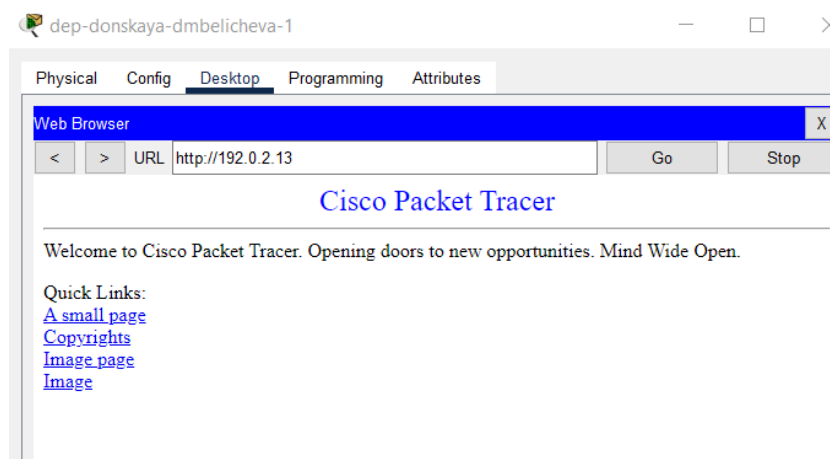 dep-donskaya-dmbelicheva-1
Physical Config Desktop Programming Attributes
Web Browser X
< > URL http://192.0.2.13 Go Stop
Cisco Packet Tracer
Welcome to Cisco Packet Tracer. Opening doors to new opportunities. Mind Wide Open.
Quick Links:
A small page
Copyrights
Image page
Image